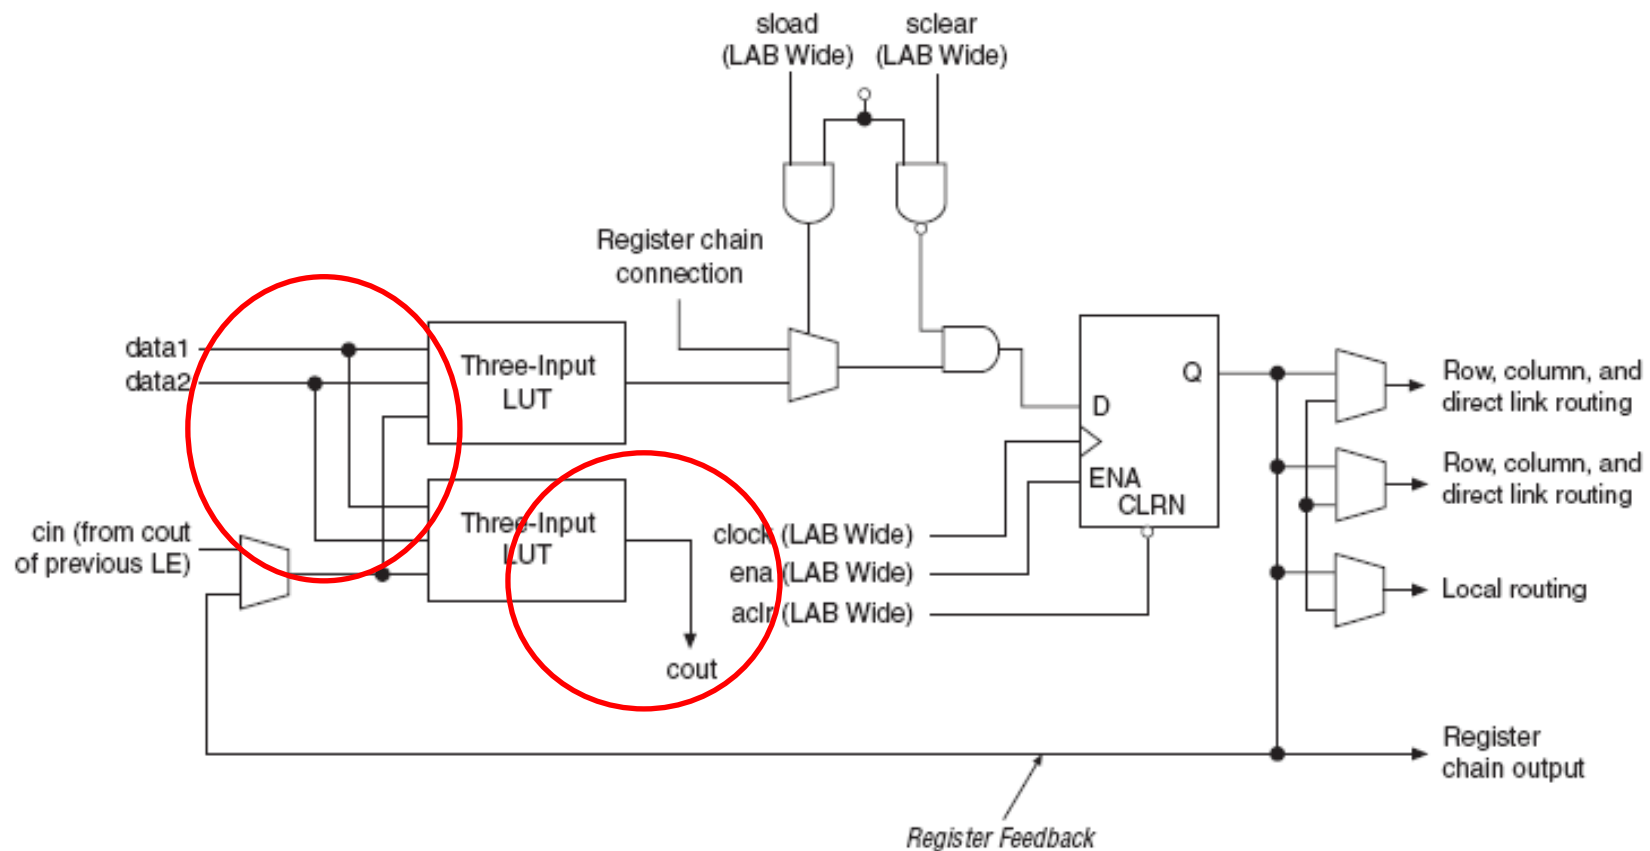 sload
(LAB Wide)
sclear
(LAB Wide)
Register chain
connection
data1
data2
Three-Input
LUT
Three-Input
LUT
cin (from cout
of previous LE)
cout
clock (LAB Wide)
ena (LAB Wide)
aclr (LAB Wide)
Q
D
ENA
CLRN
Row, column, and
direct link routing
Row, column, and
direct link routing
Local routing
Register
chain output
Register Feedback